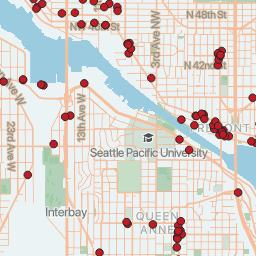 N 48th St
N 46th St
3rd Ave NW
N 42nd St
13th Ave W
23rd Ave W
FREMONT
Seattle Pacific University
Interbay
QUEEN
ANNE